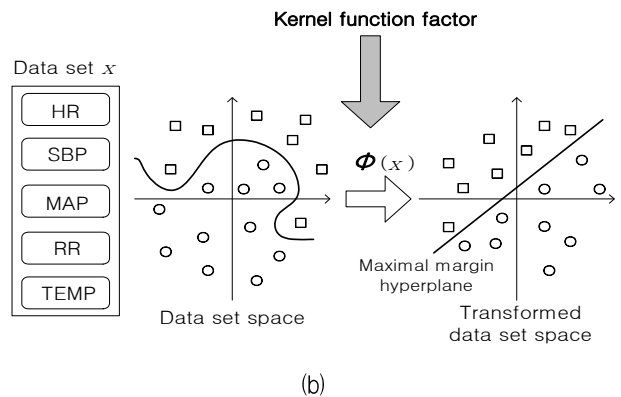 Kernel function factor
Data set x
HR
SBP
MAP
RR
TEMP
Φ(x)
Maximal margin
hyperplane
Data set space
Transformed
data set space
(b)